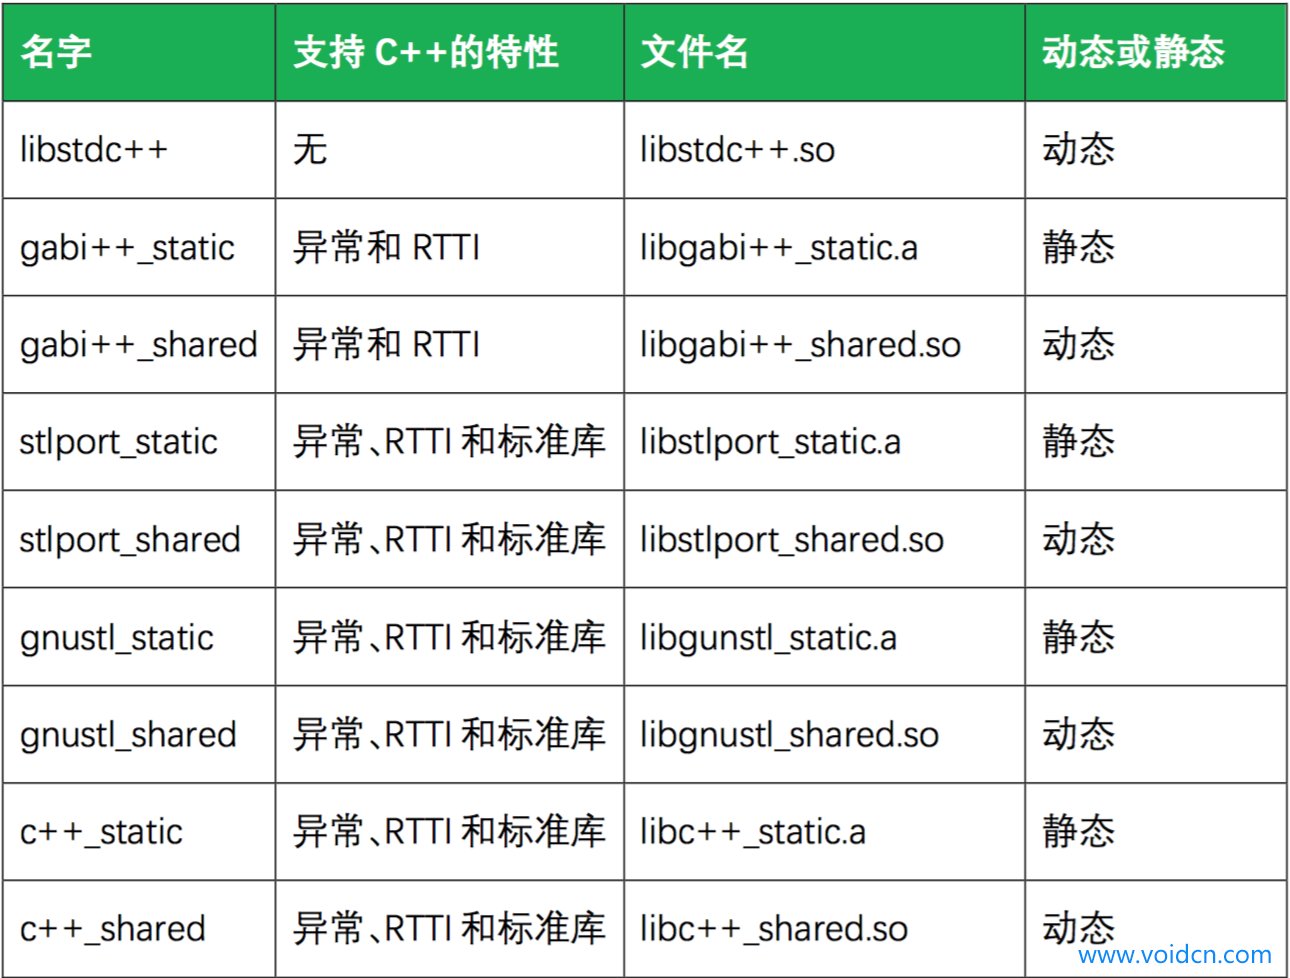 名字 支持 C++的特性 文件名 动态或静态
libstdc++ 无 libstdc++.so 动态
gabi++_static 异常和 RTTI libgabi++_static.a 静态
gabi++_shared 异常和 RTTI libgabi++_shared.so 动态
stlport_static 异常、RTTI 和标准库 libstlport_static.a 静态
stlport_shared 异常、RTTI 和标准库 libstlport_shared.so 动态
gnustl_static 异常、RTTI 和标准库 libgunstl_static.a 静态
gnustl_shared 异常、RTTI 和标准库 libgnustl_shared.so 动态
c++_static 异常、RTTI 和标准库 libc++_static.a 静态
c++_shared 异常、RTTI 和标准库 libc++_shared.so 动态
www.voidcn.com